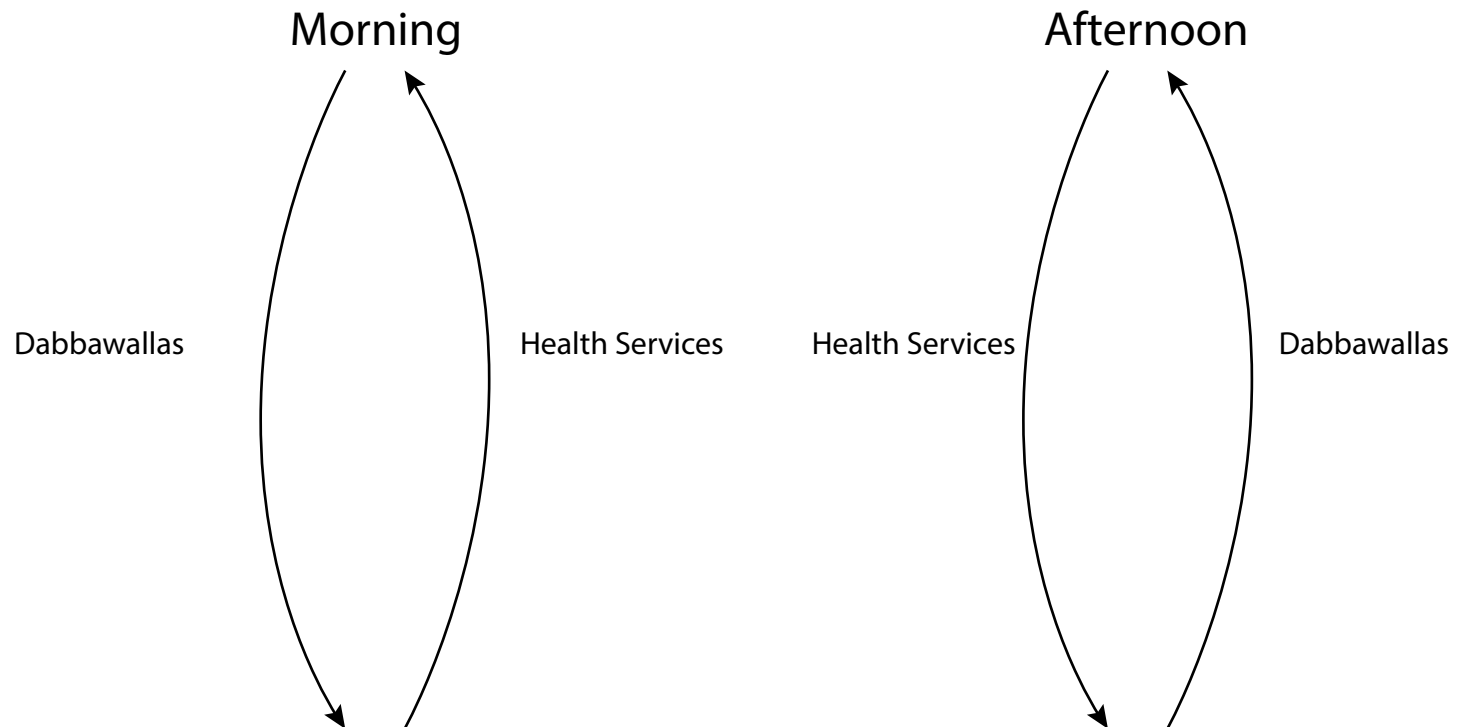 Morning
Afternoon
Dabbawallas
Health Services
Health Services
Dabbawallas